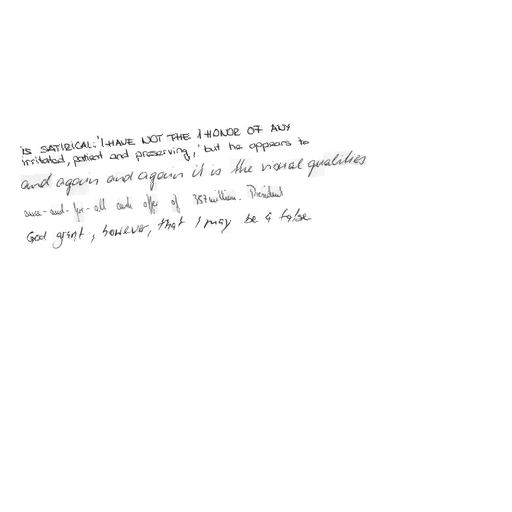 is SATIRICAL: 'I HAVE NOT THE HONOR OF ANY
irritated, patient and preserving,' but he appears to
and again and again it is the visual qualities
once-and-for-all cash offer of 357 million. President
God grant, however, that I may be a false